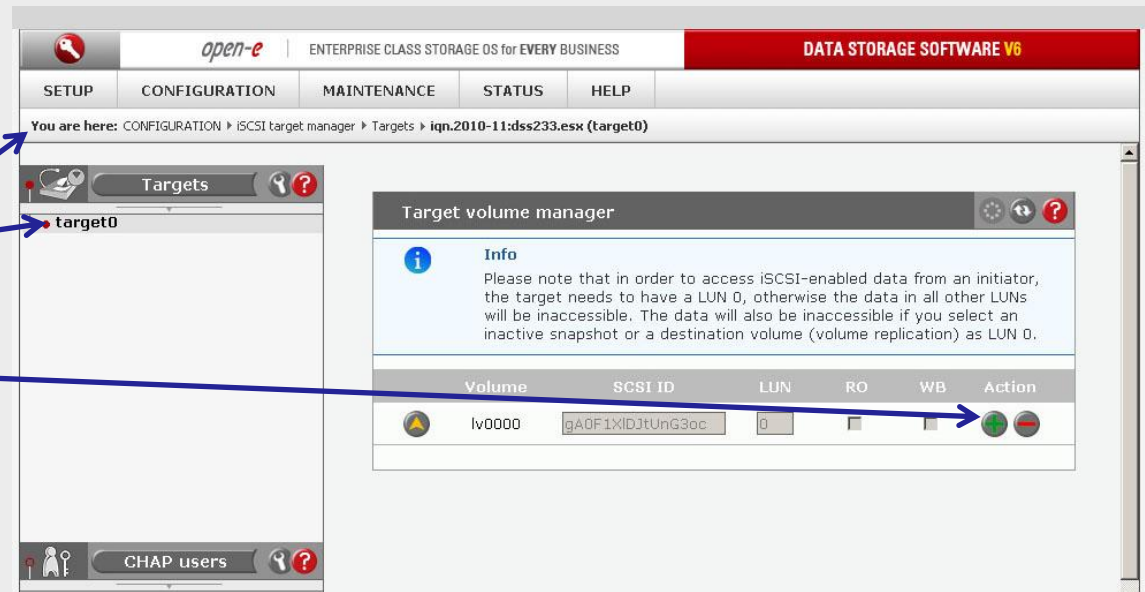 open-e ENTERPRISE CLASS STORAGE OS for EVERY BUSINESS DATA STORAGE SOFTWARE V6
SETUP CONFIGURATION MAINTENANCE STATUS HELP
You are here: CONFIGURATION ▸ iSCSI target manager ▸ Targets ▸ iqn.2010-11:dss233.esx (target0)
Targets
target0
Target volume manager
Info
Please note that in order to access iSCSI-enabled data from an initiator,
the target needs to have a LUN 0, otherwise the data in all other LUNs
will be inaccessible. The data will also be inaccessible if you select an
inactive snapshot or a destination volume (volume replication) as LUN 0.
Volume SCSI ID LUN RO WB Action
lv0000 gA0F1XlDJtUnG3oc 0
CHAP users